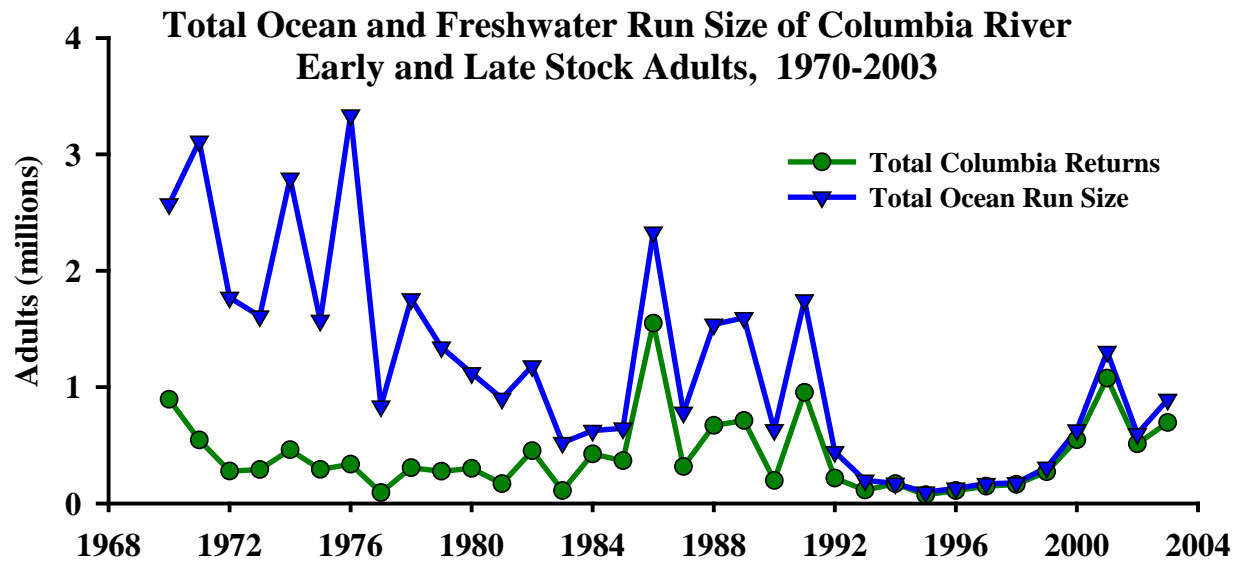 Total Ocean and Freshwater Run Size of Columbia River
Early and Late Stock Adults, 1970-2003
4
3
2
1
0
Adults (millions)
Total Columbia Returns
Total Ocean Run Size
1968 1972 1976 1980 1984 1988 1992 1996 2000 2004